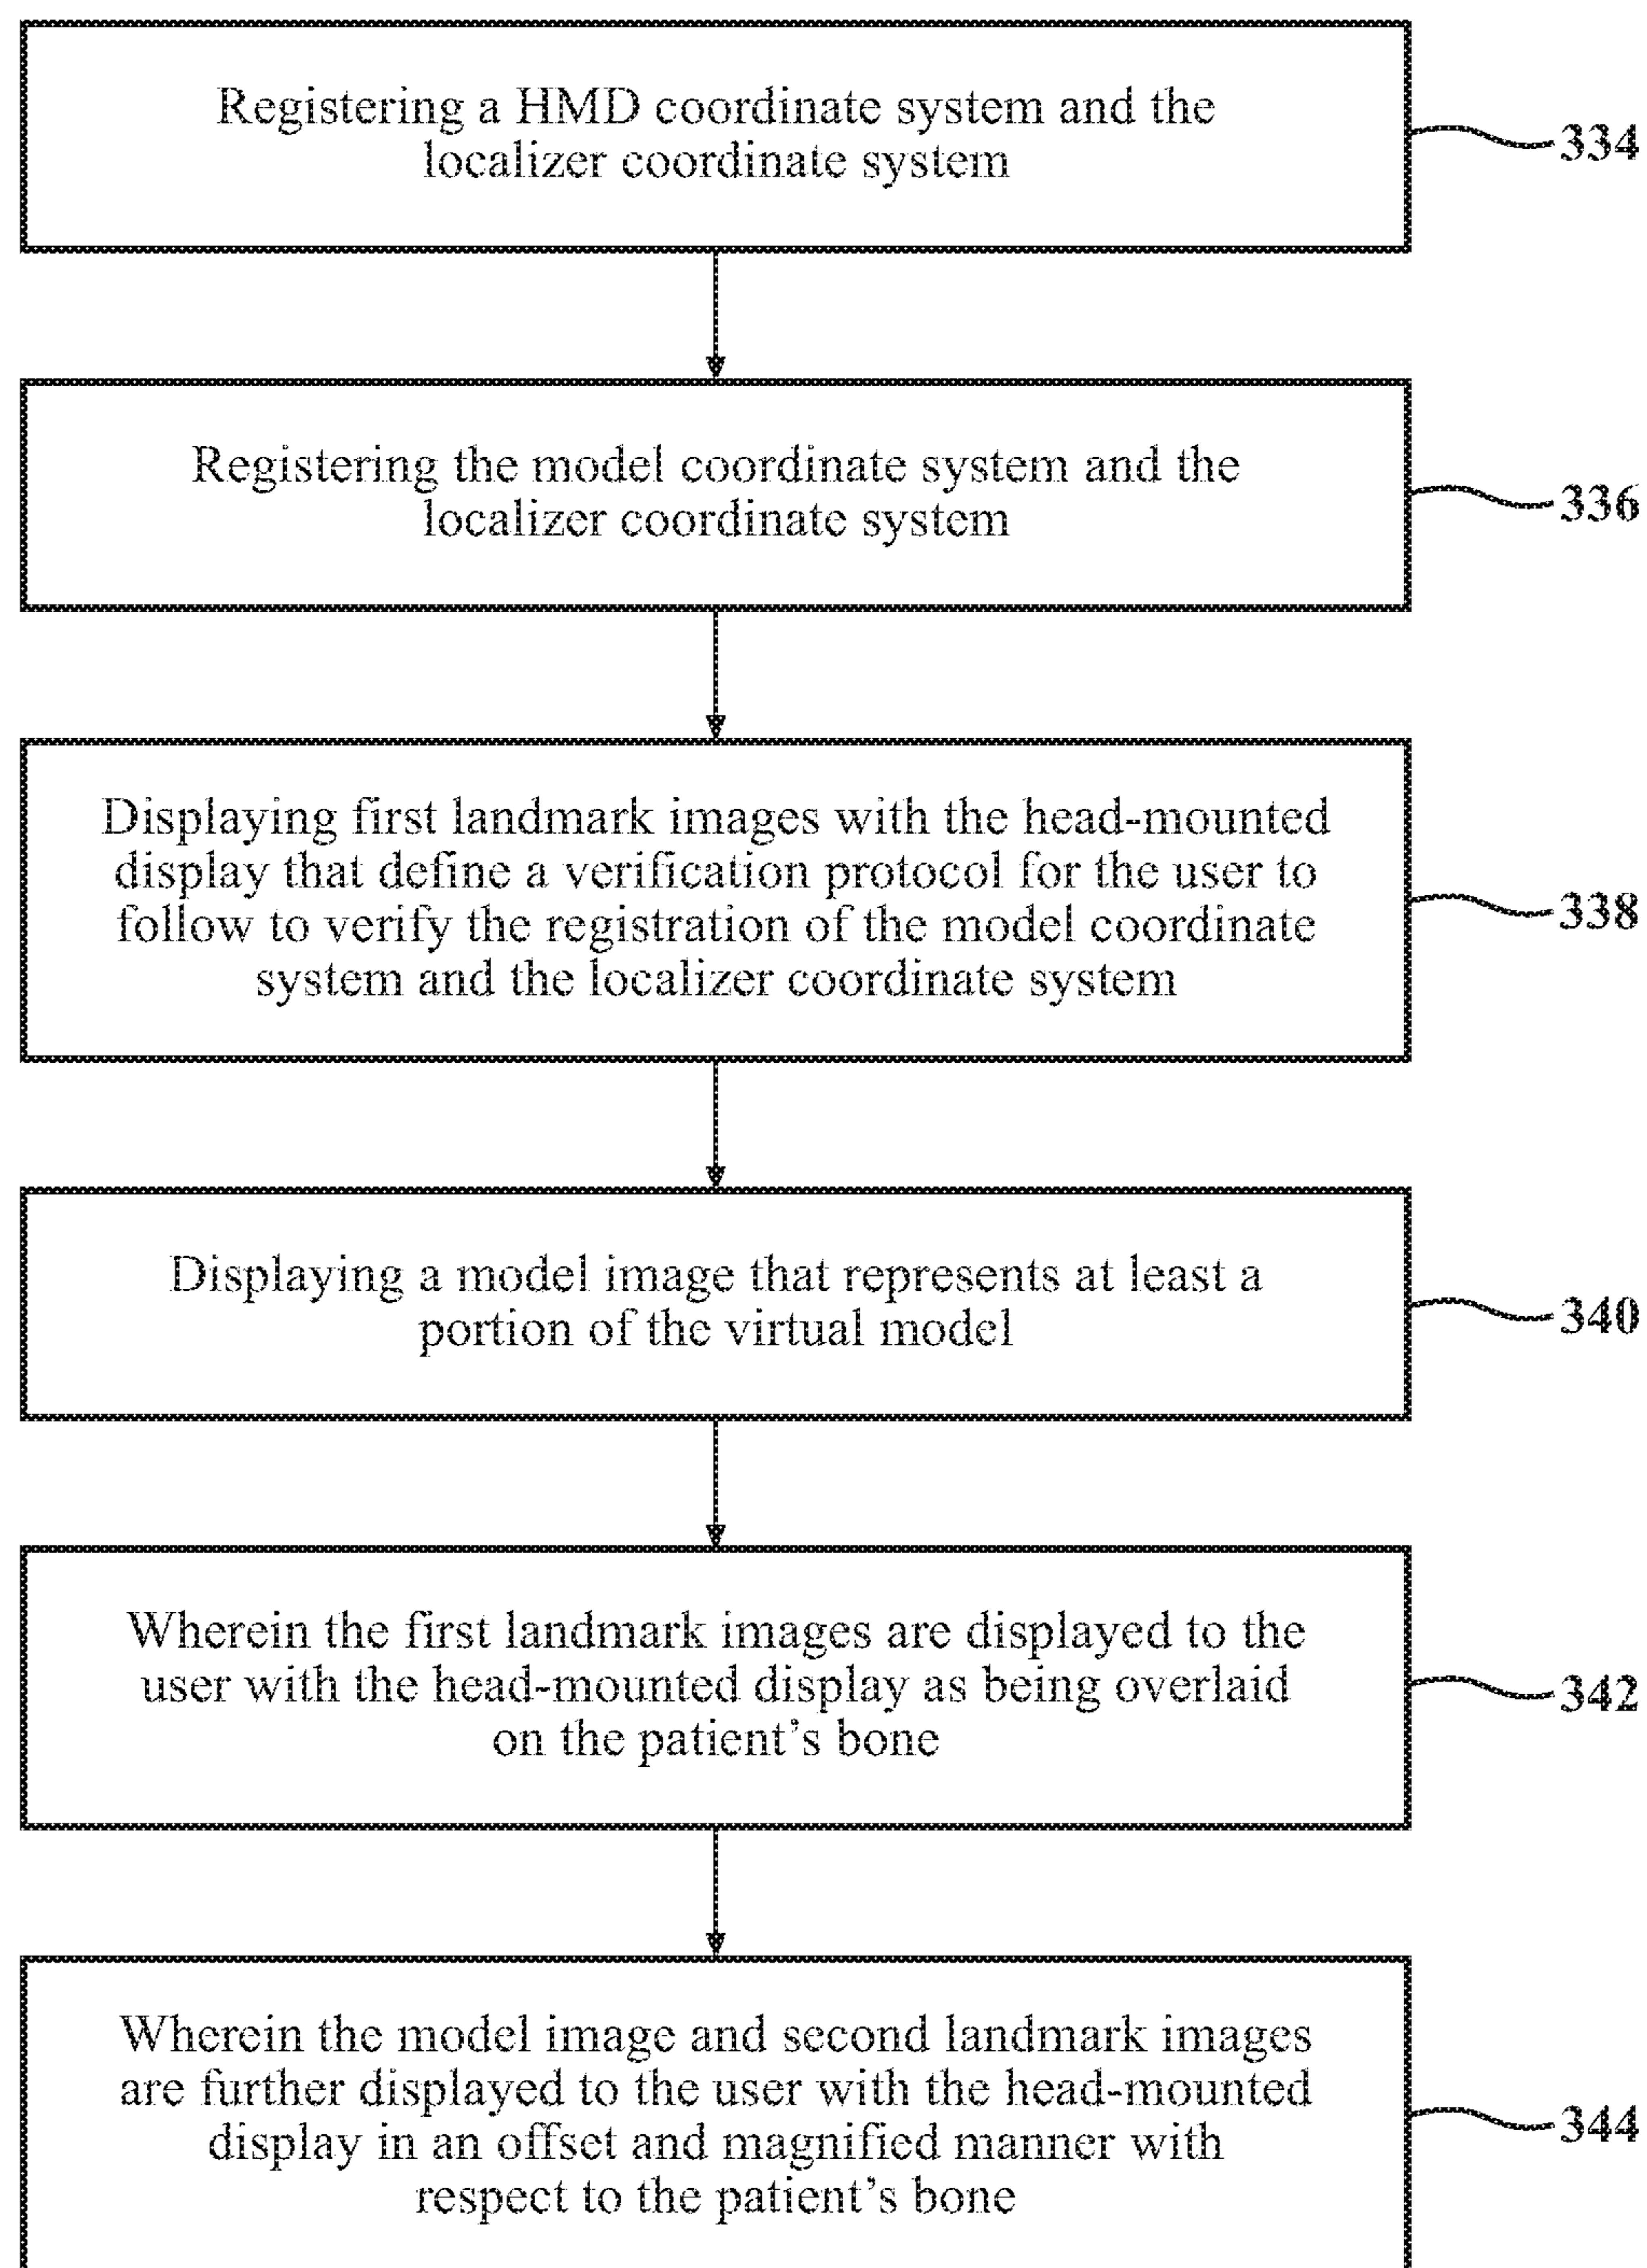 Registering a HMD coordinate system and the
localizer coordinate system
334
Registering the model coordinate system and the
localizer coordinate system
336
Displaying first landmark images with the head-mounted
display that define a verification protocol for the user to
follow to verify the registration of the model coordinate
system and the localizer coordinate system
338
Displaying a model image that represents at least a
portion of the virtual model
340
Wherein the first landmark images are displayed to the
user with the head-mounted display as being overlaid
on the patient's bone
342
Wherein the model image and second landmark images
are further displayed to the user with the head-mounted
display in an offset and magnified manner with
respect to the patient's bone
344